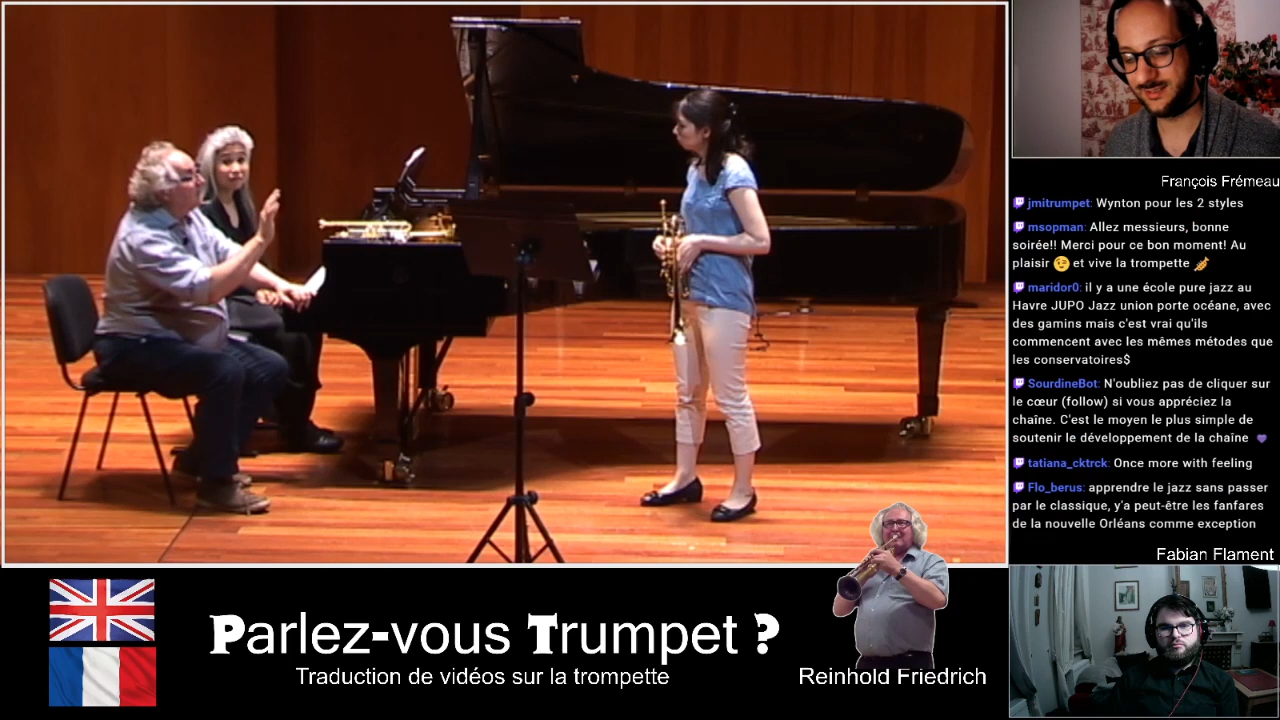 François Frémeau
jmitrumpet: Wynton pour les 2 styles
msopman: Allez messieurs, bonne
soirée!! Merci pour ce bon moment! Au
plaisir 😉 et vive la trompette 🎺
maridor0: il y a une école pure jazz au
Havre JUPO Jazz union porte océane, avec
des gamins mais c'est vrai qu'ils
commencent avec les mêmes métodes que
les conservatoires$
SourdineBot: N'oubliez pas de cliquer sur
le cœur (follow) si vous appréciez la
chaîne. C'est le moyen le plus simple de
soutenir le développement de la chaîne 💜
tatiana_cktrck: Once more with feeling
Flo_berus: apprendre le jazz sans passer
par le classique, y'a peut-être les fanfares
de la nouvelle Orléans comme exception
Fabian Flament
Parlez-vous Trumpet ?
Traduction de vidéos sur la trompette
Reinhold Friedrich